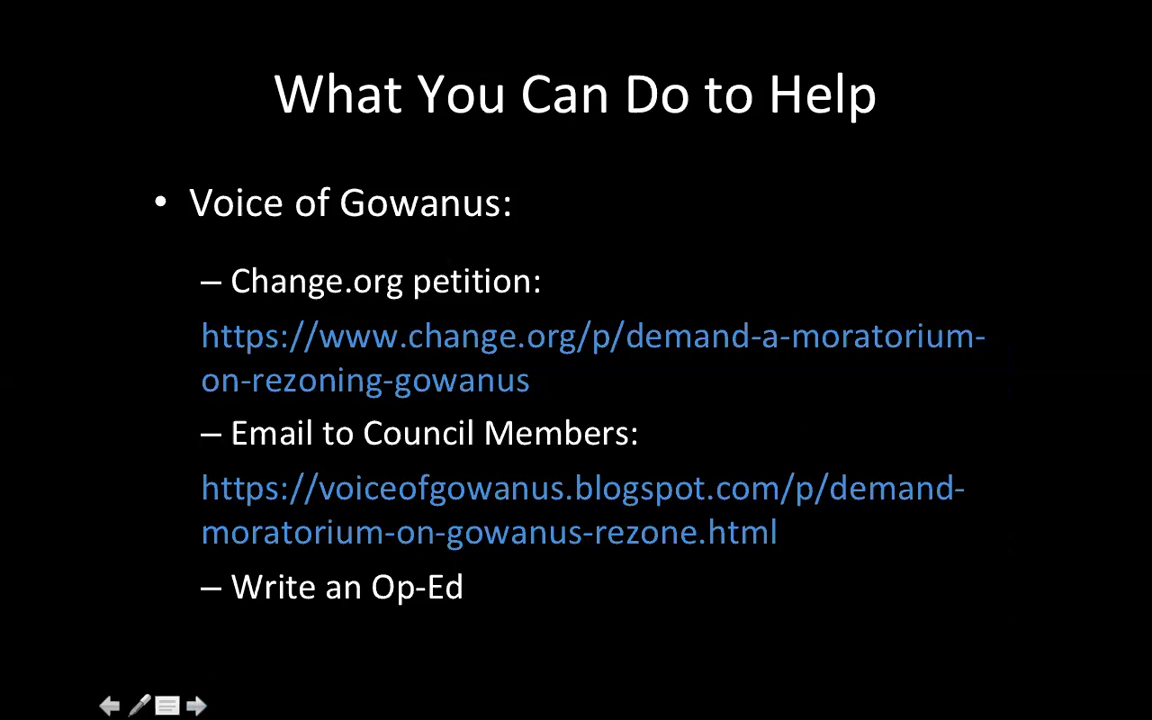 What You Can Do to Help
• Voice of Gowanus:
– Change.org petition:
https://www.change.org/p/demand-a-moratorium-
on-rezoning-gowanus
– Email to Council Members:
https://voiceofgowanus.blogspot.com/p/demand-
moratorium-on-gowanus-rezone.html
– Write an Op-Ed